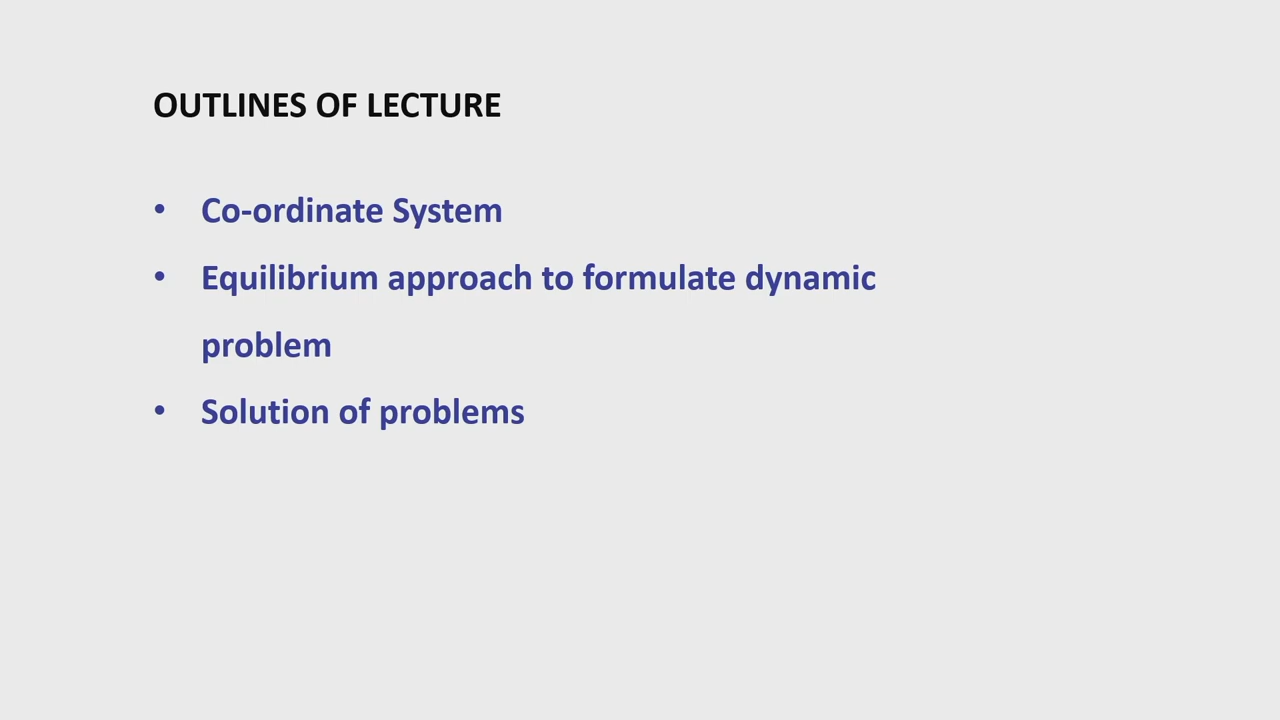 OUTLINES OF LECTURE
• Co-ordinate System
• Equilibrium approach to formulate dynamic
problem
• Solution of problems